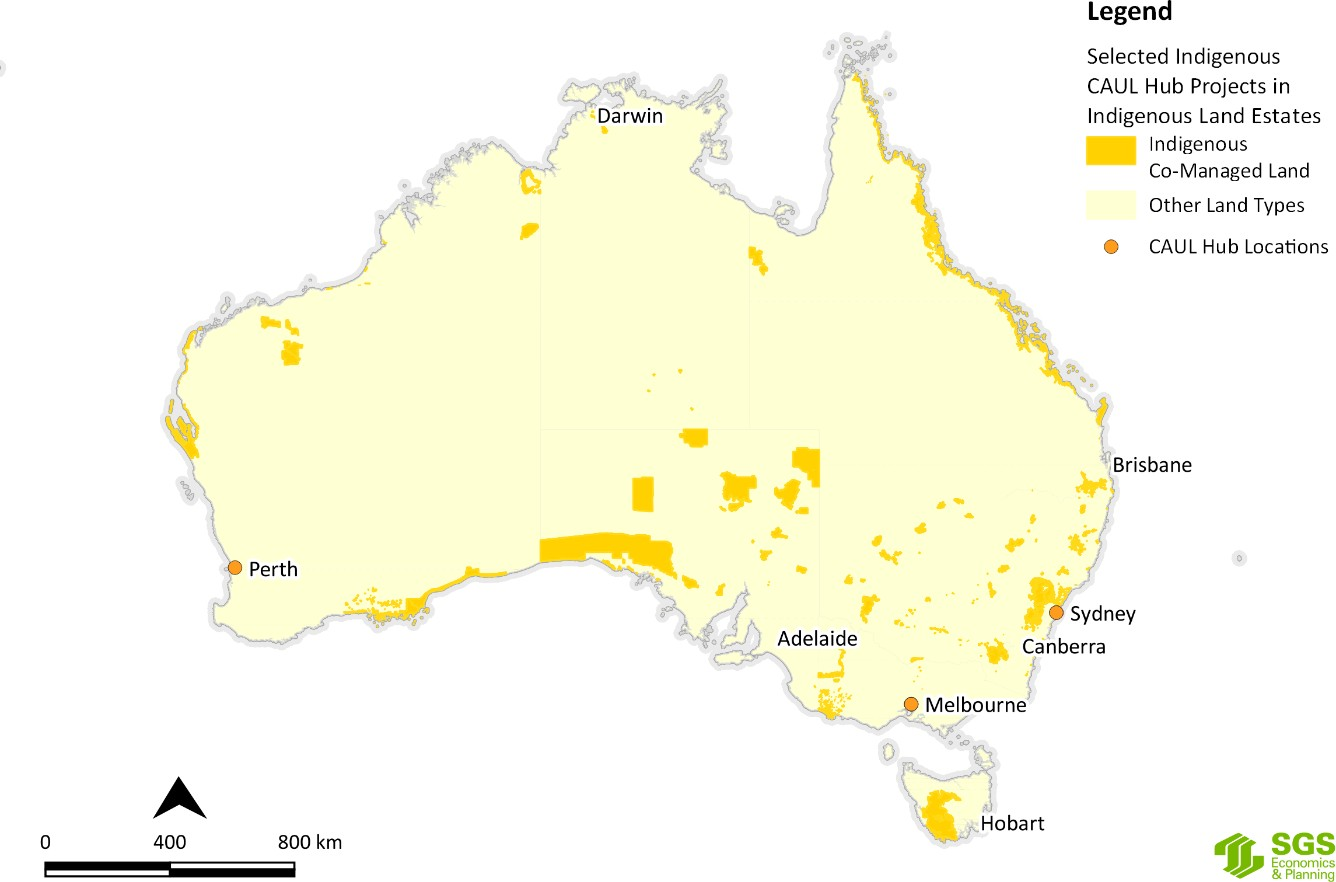 Legend
Selected Indigenous
CAUL Hub Projects in
Indigenous Land Estates
Indigenous
Co-Managed Land
Other Land Types
CAUL Hub Locations
Darwin
Brisbane
Perth
Sydney
Adelaide
Canberra
Melbourne
Hobart
0 400 800 km
SGS
Economics
& Planning